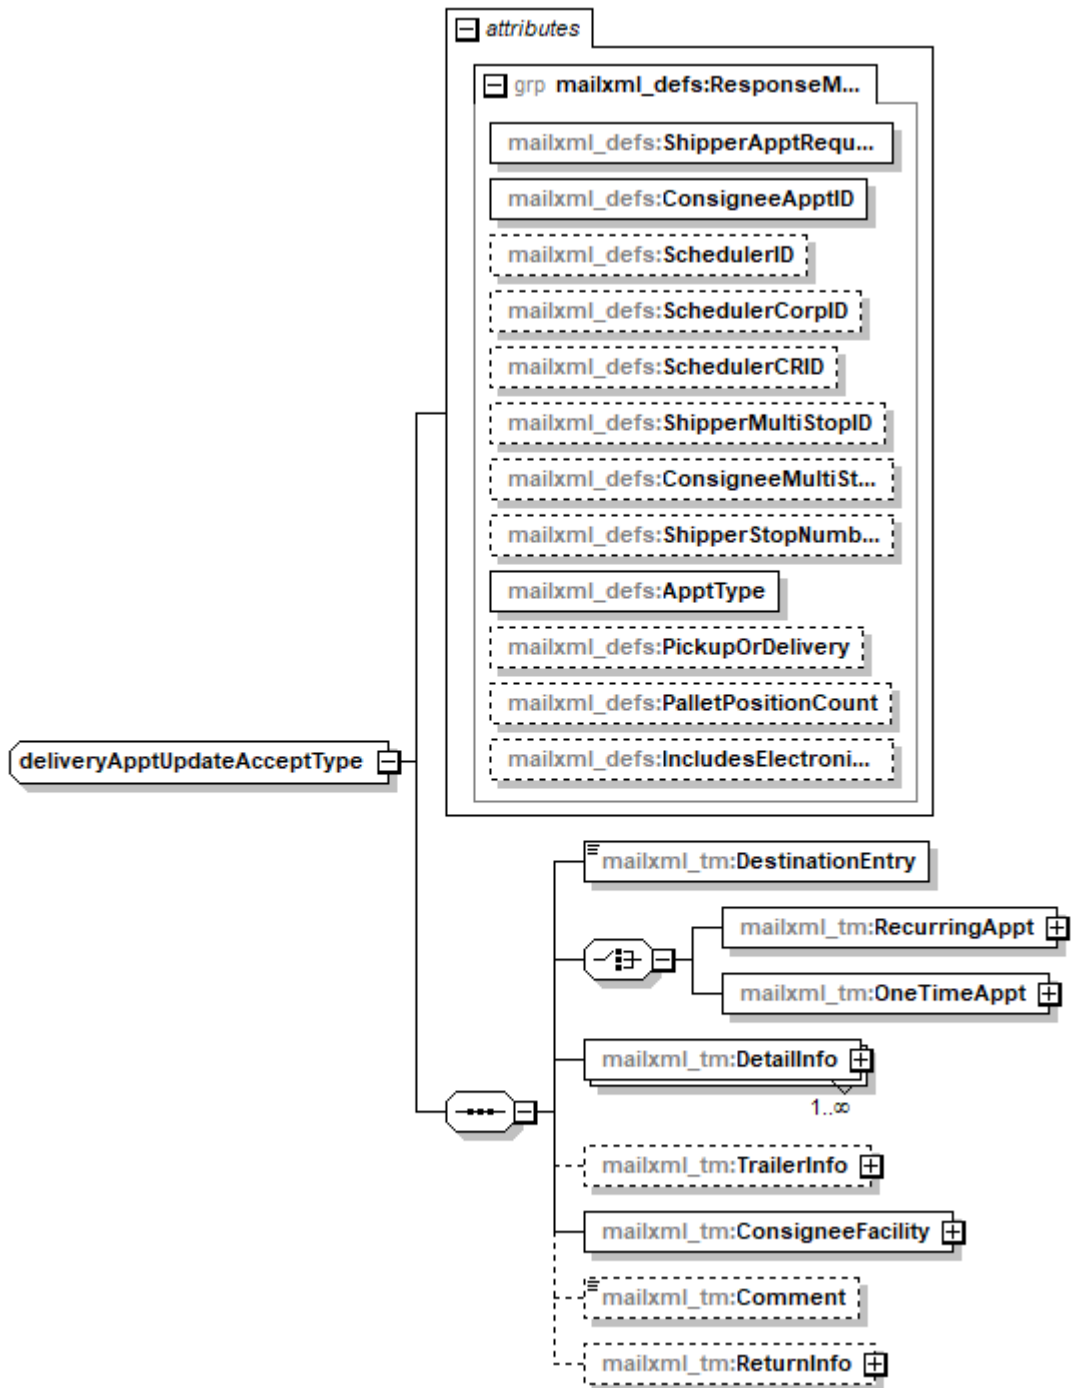 attributes
grp mailxml_defs:ResponseM...
mailxml_defs:ShipperApptRequ...
mailxml_defs:ConsigneeApptID
mailxml_defs:SchedulerID
mailxml_defs:SchedulerCorpID
mailxml_defs:SchedulerCRID
mailxml_defs:ShipperMultiStopID
mailxml_defs:ConsigneeMultiSt...
mailxml_defs:ShipperStopNumb...
mailxml_defs:ApptType
mailxml_defs:PickupOrDelivery
mailxml_defs:PalletPositionCount
mailxml_defs:IncludesElectroni...
deliveryApptUpdateAcceptType
mailxml_tm:DestinationEntry
mailxml_tm:RecurringAppt
mailxml_tm:OneTimeAppt
mailxml_tm:DetailInfo
1..∞
mailxml_tm:TrailerInfo
mailxml_tm:ConsigneeFacility
mailxml_tm:Comment
mailxml_tm:ReturnInfo